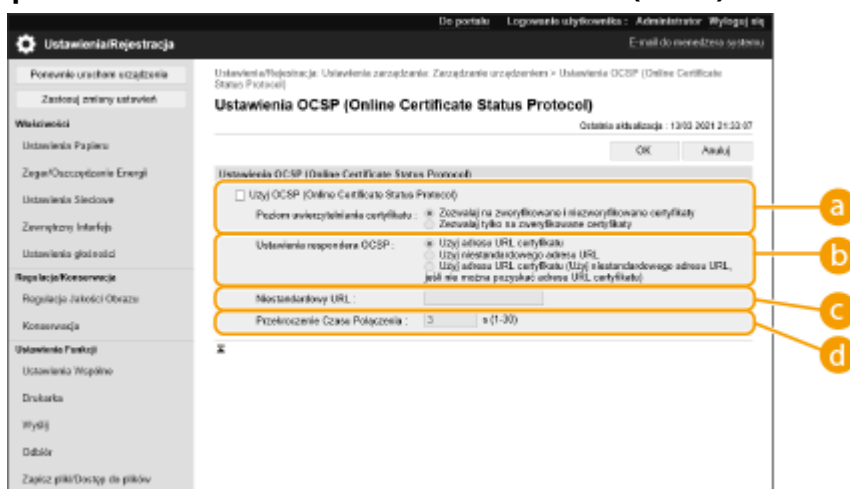 Do portalu Logowanie użytkownika : Administrator Wyloguj się
Ustawienia/Rejestracja
E-mail do menedżera systemu
Ponownie uruchom urządzenie
Zastosuj zmiany ustawień
Właściwości
Ustawienia Papieru
Zegar/Oszczędzanie Energii
Ustawienia Sieciowe
Zewnętrzny Interfejs
Ustawienia głośności
Regulacja/Konserwacja
Regulacja Jakości Obrazu
Konserwacja
Ustawienia Funkcji
Ustawienia Wspólne
Drukarka
Wyślij
Odbiór
Zapisz pliki/Dostęp do plików
Ustawienia/Rejestracja: Ustawienia zarządzania: Zarządzanie urządzeniem > Ustawienia OCSP (Online Certificate
Status Protocol)
Ustawienia OCSP (Online Certificate Status Protocol)
Ostatnia aktualizacja : 13/03 2021 21:33:07
OK Anuluj
Ustawienia OCSP (Online Certificate Status Protocol)
Użyj OCSP (Online Certificate Status Protocol)
Poziom uwierzytelniania certyfikatu : Zezwalaj na zweryfikowane i niezweryfikowane certyfikaty
Zezwalaj tylko na zweryfikowane certyfikaty
a
Ustawienia respondera OCSP : Użyj adresu URL certyfikatu
Użyj niestandardowego adresu URL
Użyj adresu URL certyfikatu (Użyj niestandardowego adresu URL,
jeśli nie można pozyskać adresu URL certyfikatu)
b
Niestandardowy URL :
c
Przekroczenie Czasu Połączenia : 3 s (1-30)
d